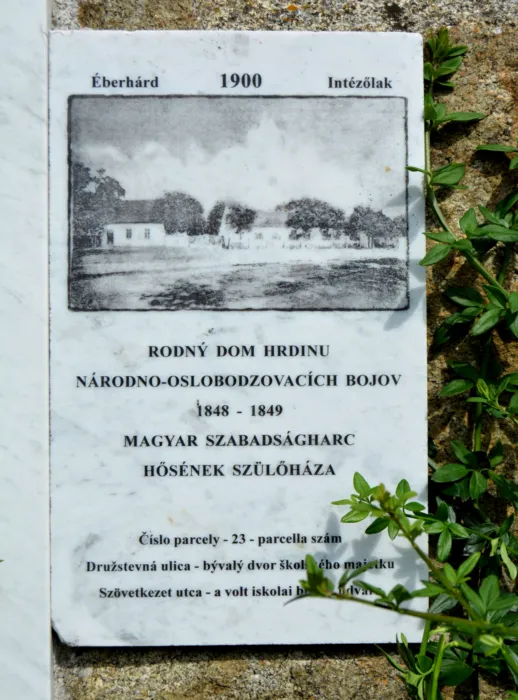 Éberhárd 1900 Intézőlak
RODNÝ DOM HRDINU
NÁRODNO-OSLOBODZOVACÍCH BOJOV
1848 - 1849
MAGYAR SZABADSÁGHARC
HŐSÉNEK SZÜLŐHÁZA
Číslo parcely - 23 - parcella szám
Družstevná ulica - bývalý dvor školského majetku
Szövetkezet utca - a volt iskolai